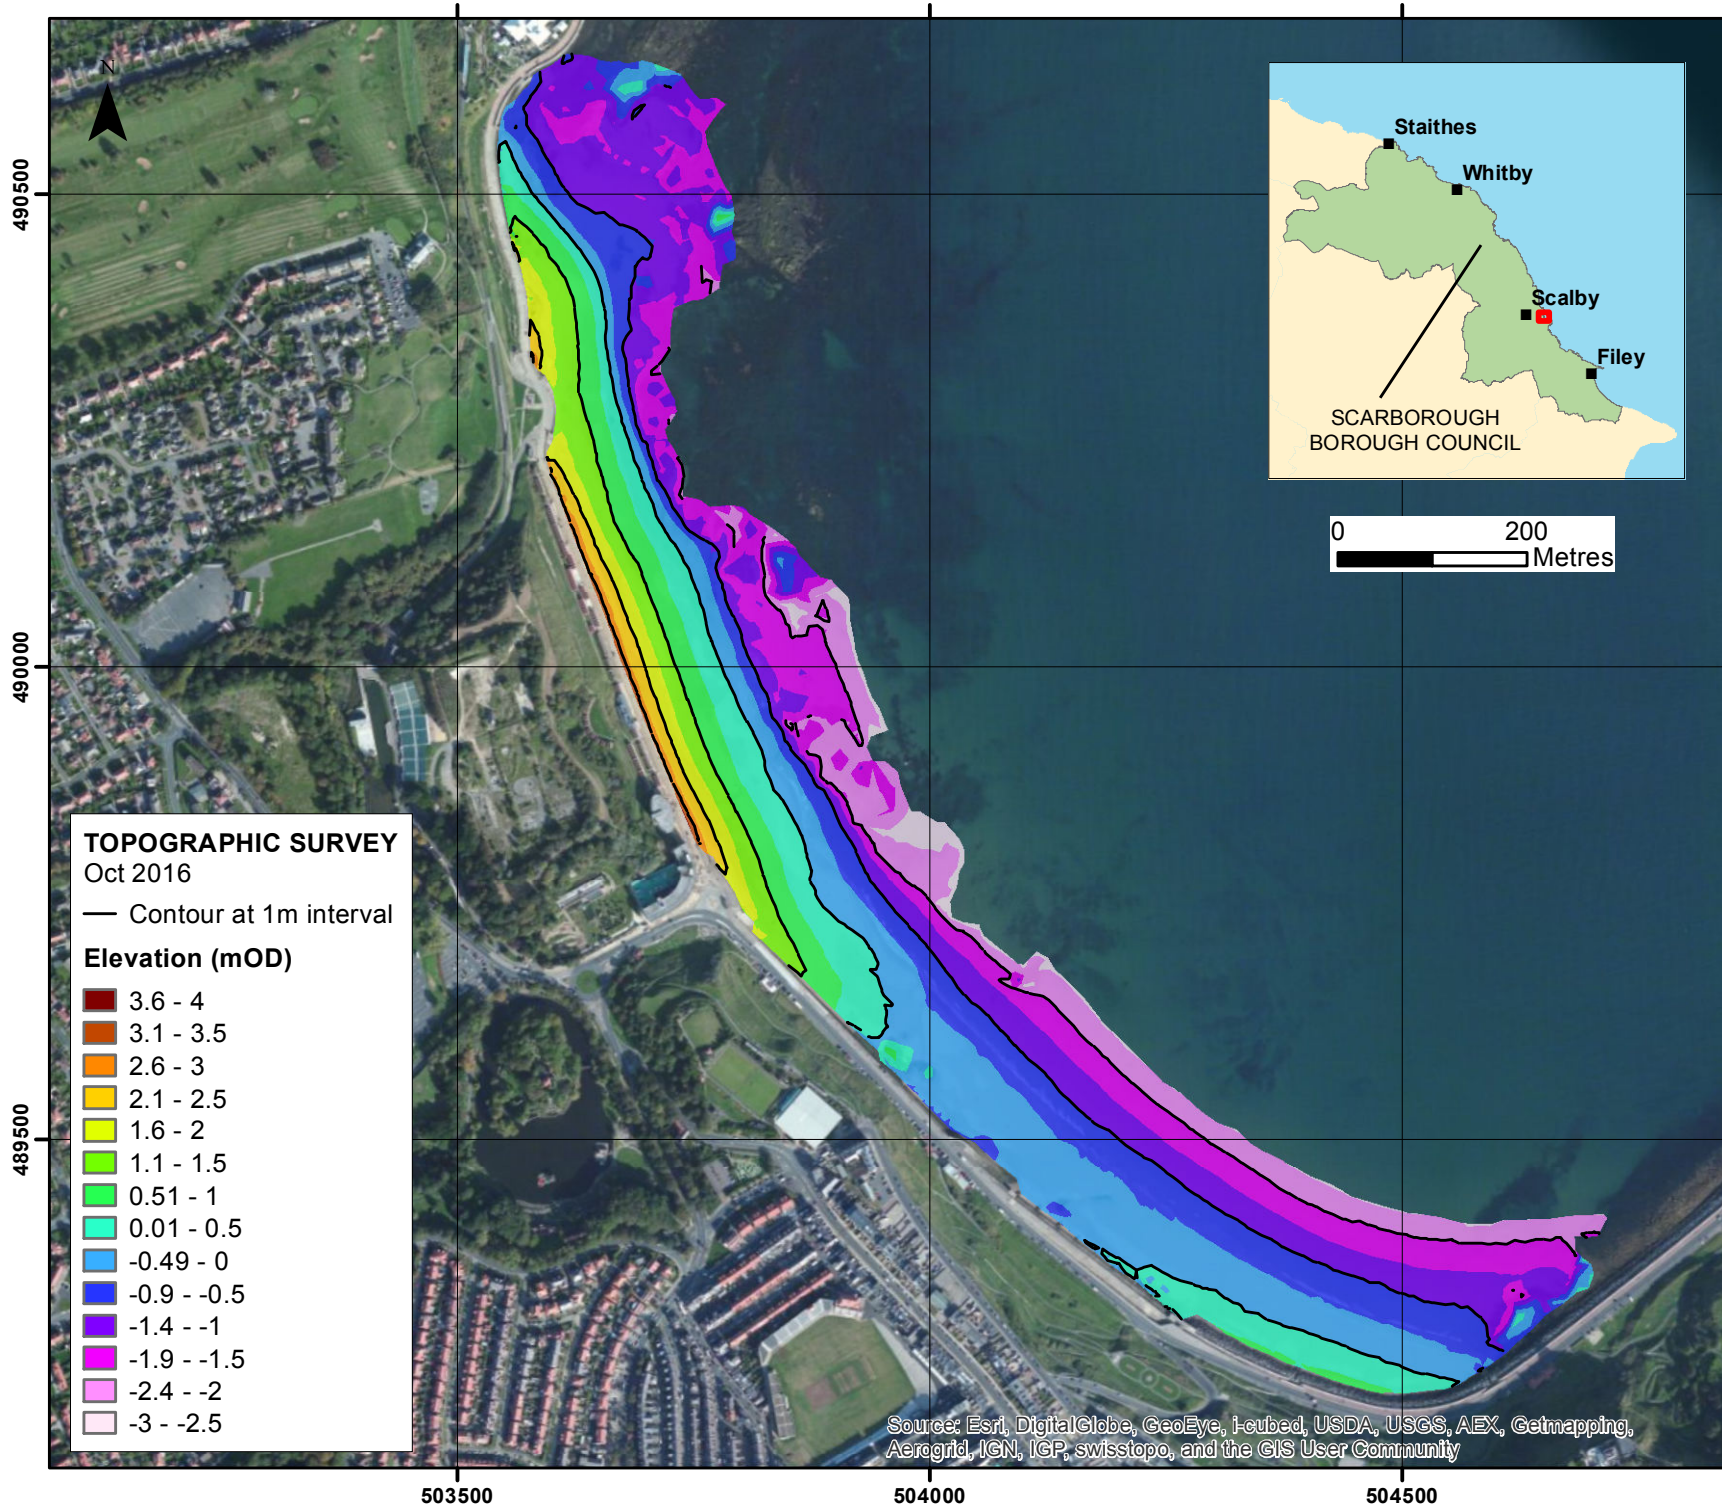 N
Staithes
Whitby
Scalby
Filey
SCARBOROUGH
BOROUGH COUNCIL
0 200
Metres
490500
490000
489500
TOPOGRAPHIC SURVEY
Oct 2016
Contour at 1m interval
Elevation (mOD)
3.6 - 4
3.1 - 3.5
2.6 - 3
2.1 - 2.5
1.6 - 2
1.1 - 1.5
0.51 - 1
0.01 - 0.5
-0.49 - 0
-0.9 - -0.5
-1.4 - -1
-1.9 - -1.5
-2.4 - -2
-3 - -2.5
Source: Esri, DigitalGlobe, GeoEye, i-cubed, USDA, USGS, AEX, Getmapping,
Aerogrid, IGN, IGP, swisstopo, and the GIS User Community
503500 504000 504500